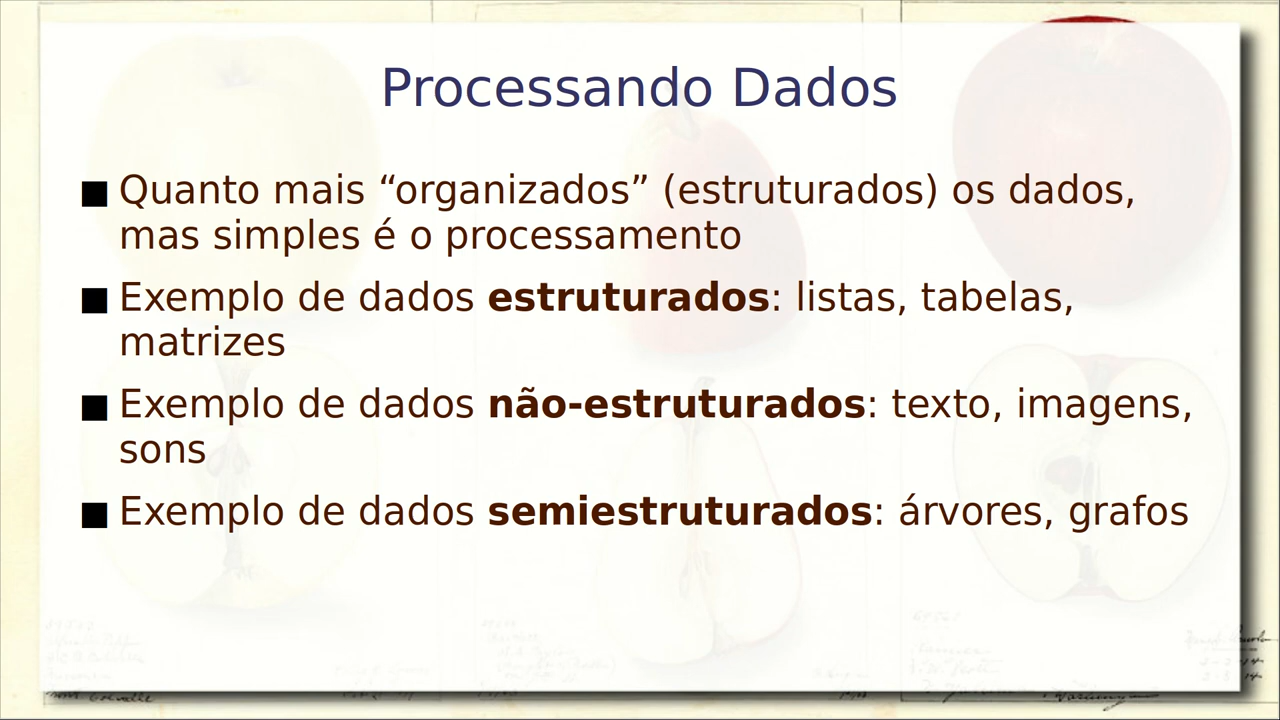 Processando Dados
Quanto mais “organizados” (estruturados) os dados,
mas simples é o processamento
Exemplo de dados estruturados: listas, tabelas,
matrizes
Exemplo de dados não-estruturados: texto, imagens,
sons
Exemplo de dados semiestruturados: árvores, grafos